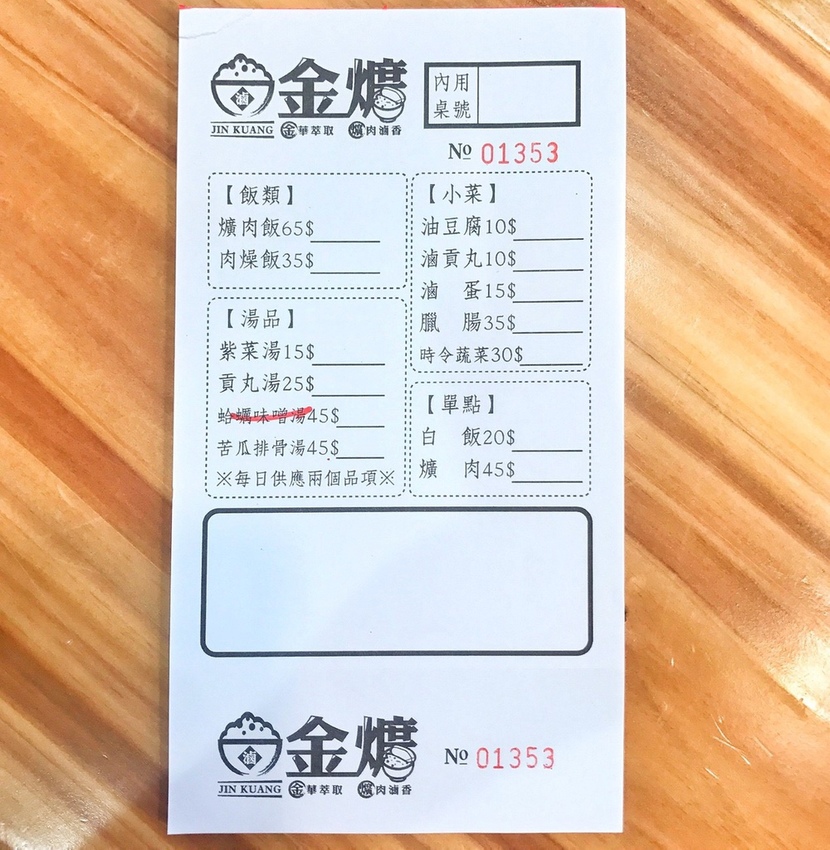 金爌
內用
桌號
滷
JIN KUANG 金華萃取 爌肉滷香
№ 01353
【飯類】
爌肉飯65$
肉燥飯35$
【湯品】
紫菜湯15$
貢丸湯25$
蛤蠣味噌湯45$
苦瓜排骨湯45$
※每日供應兩個品項※
【小菜】
油豆腐10$
滷貢丸10$
滷 蛋15$
臘 腸35$
時令蔬菜30$
【單點】
白 飯20$
爌 肉45$
金爌
滷
№ 01353
JIN KUANG 金華萃取 爌肉滷香